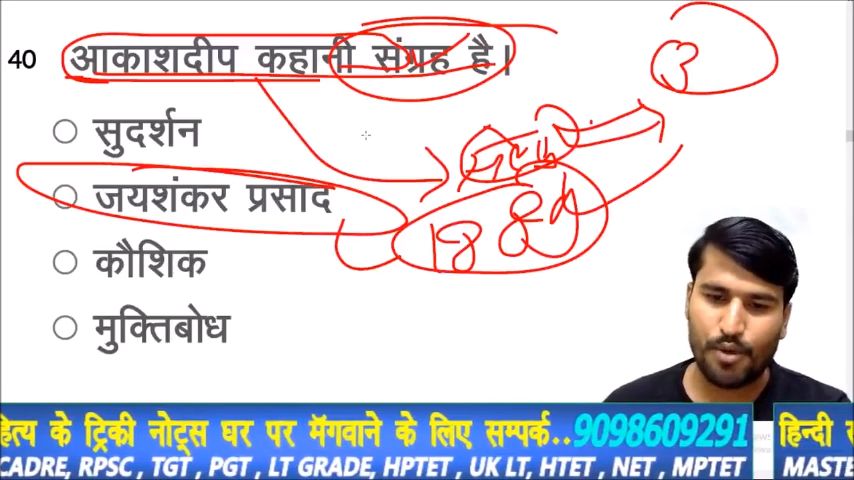 40 आकाशदीप कहानी संग्रह है।
सुदर्शन
जयशंकर प्रसाद
कौशिक
मुक्तिबोध
हित्य के ट्रिकी नोट्स घर पर मँगवाने के लिए सम्पर्क..9098609291 हिन्दी
CADRE, RPSC, TGT, PGT, LT GRADE, HPTET, UK LT, HTET, NET, MPTET MASTE